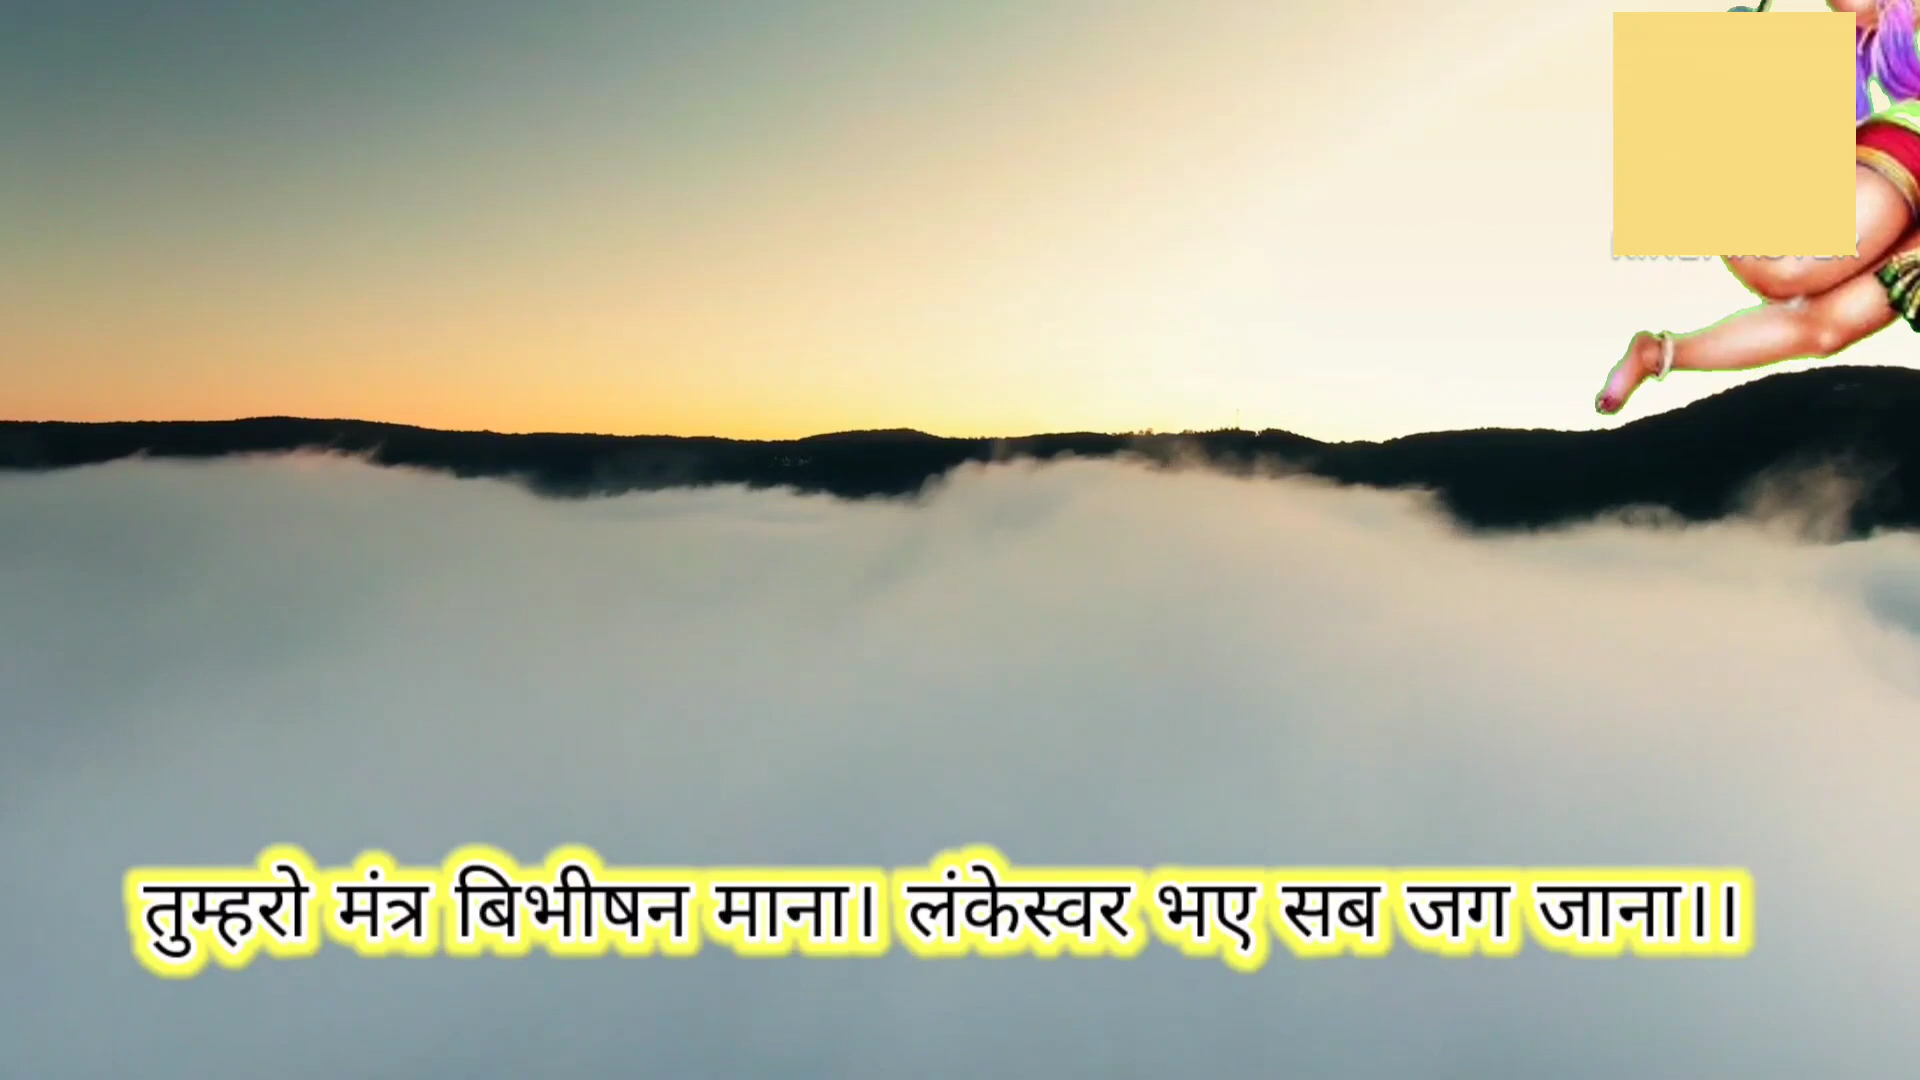 तुम्हरो मंत्र बिभीषन माना। लंकेस्वर भए सब जग जाना।।